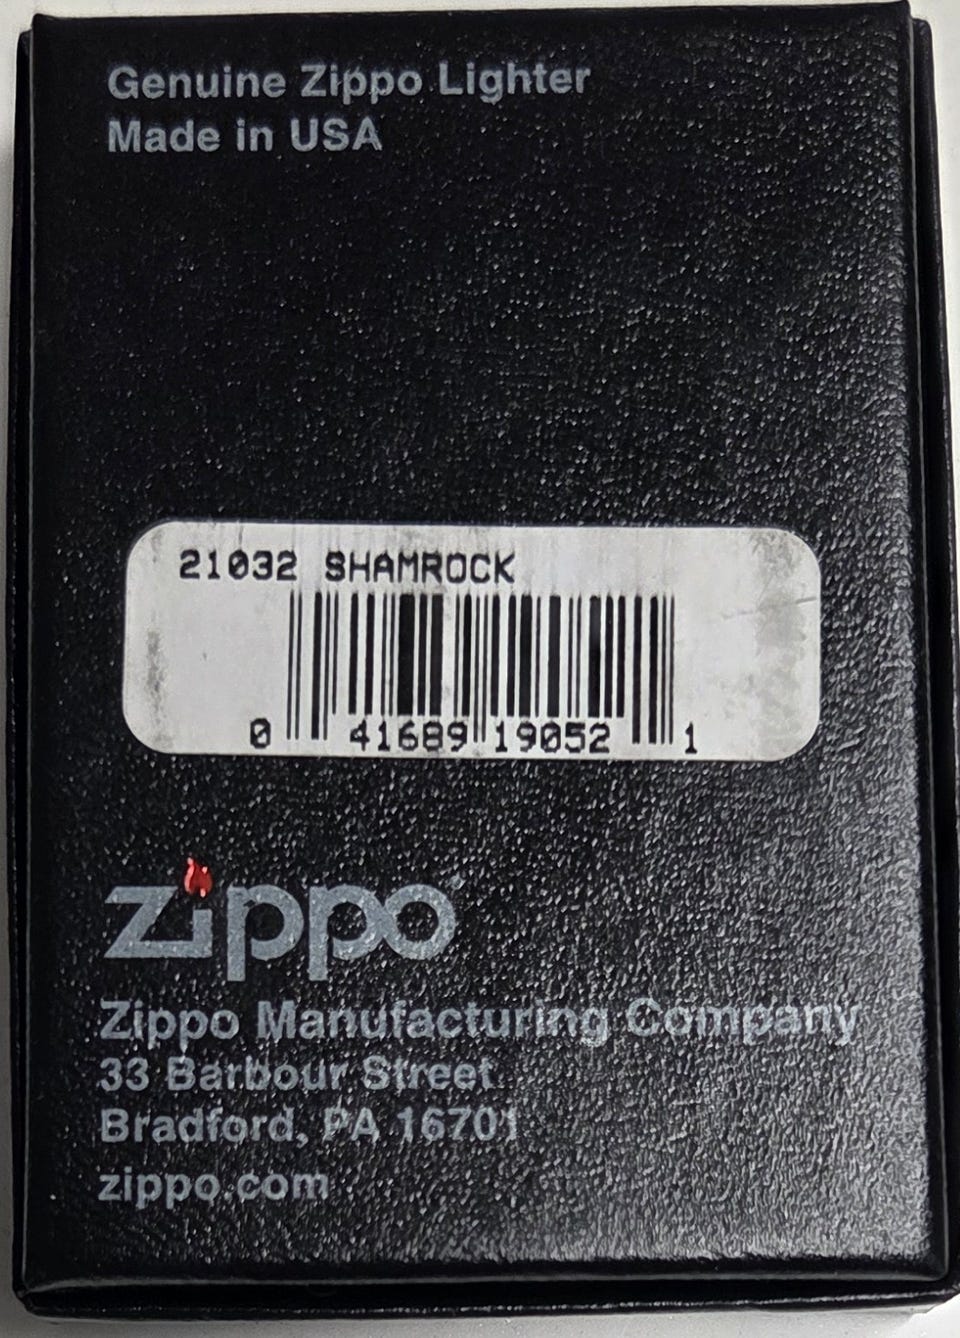 Genuine Zippo Lighter
Made in USA
21032 SHAMROCK
0 41689 19052 1
zippo
Zippo Manufacturing Company
33 Barbour Street
Bradford, PA 16701
zippo.com